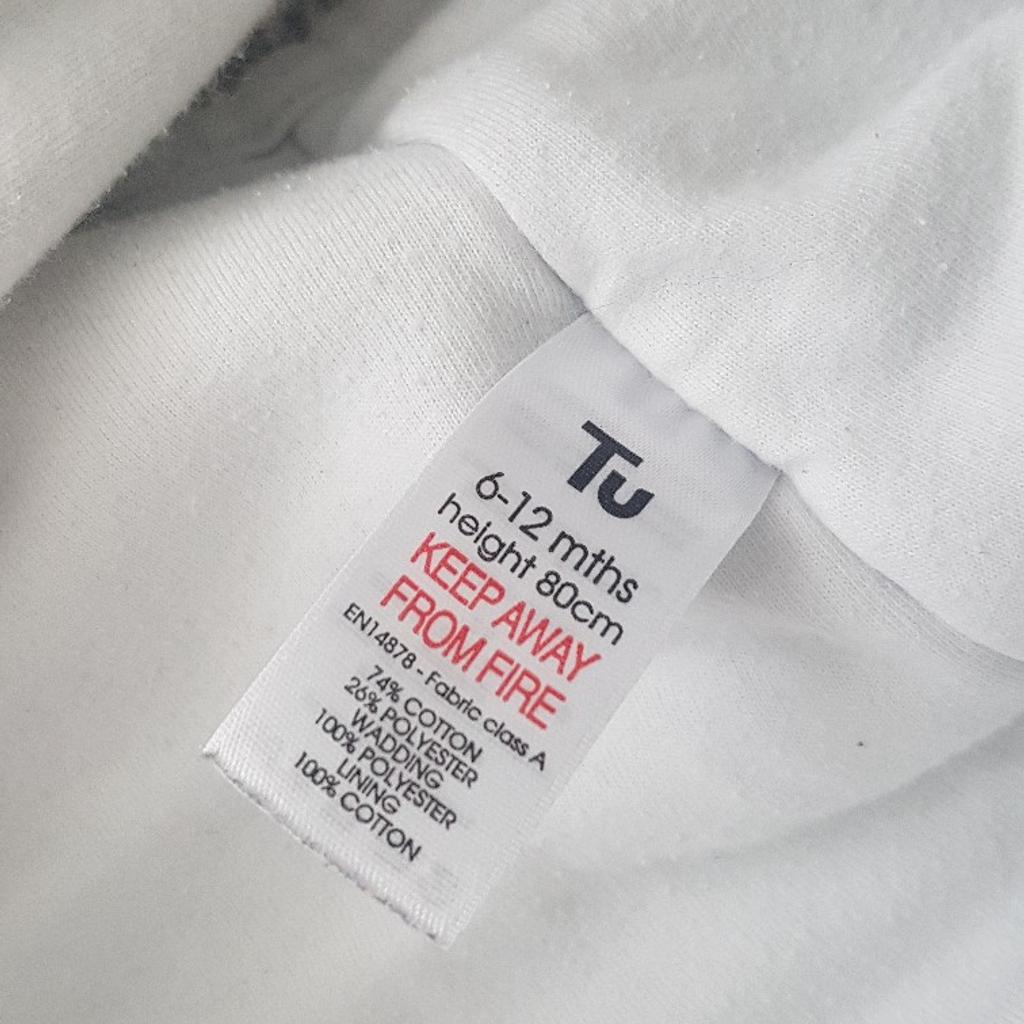 Tu
6-12 mths
height 80cm
KEEP AWAY
FROM FIRE
EN14878 - Fabric class A
74% COTTON
26% POLYESTER
WADDING
100% POLYESTER
LINING
100% COTTON